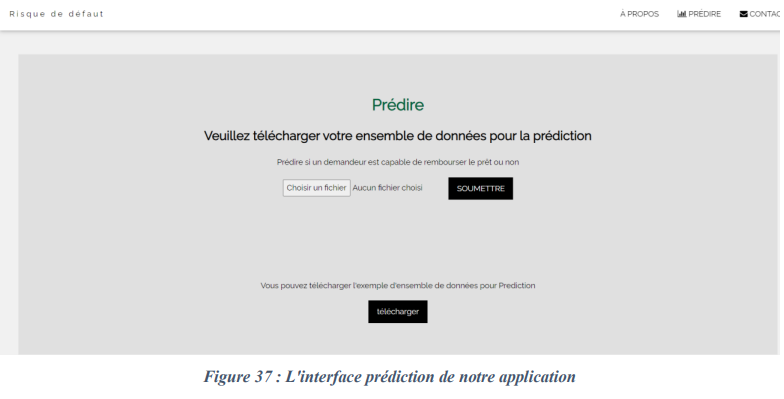 Risque de défaut
À PROPOS PRÉDIRE CONTAC
Prédire
Veuillez télécharger votre ensemble de données pour la prédiction
Prédire si un demandeur est capable de rembourser le prêt ou non
Choisir un fichier Aucun fichier choisi SOUMETTRE
Vous pouvez télécharger l'exemple d'ensemble de données pour Prediction
télécharger
Figure 37 : L'interface prédiction de notre application